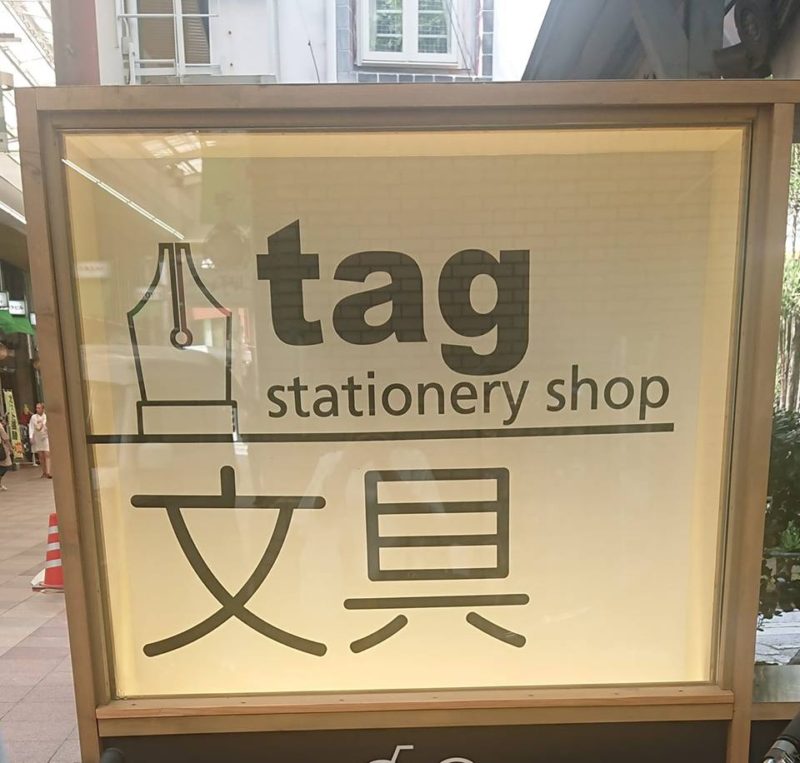 tag
stationery shop
文具